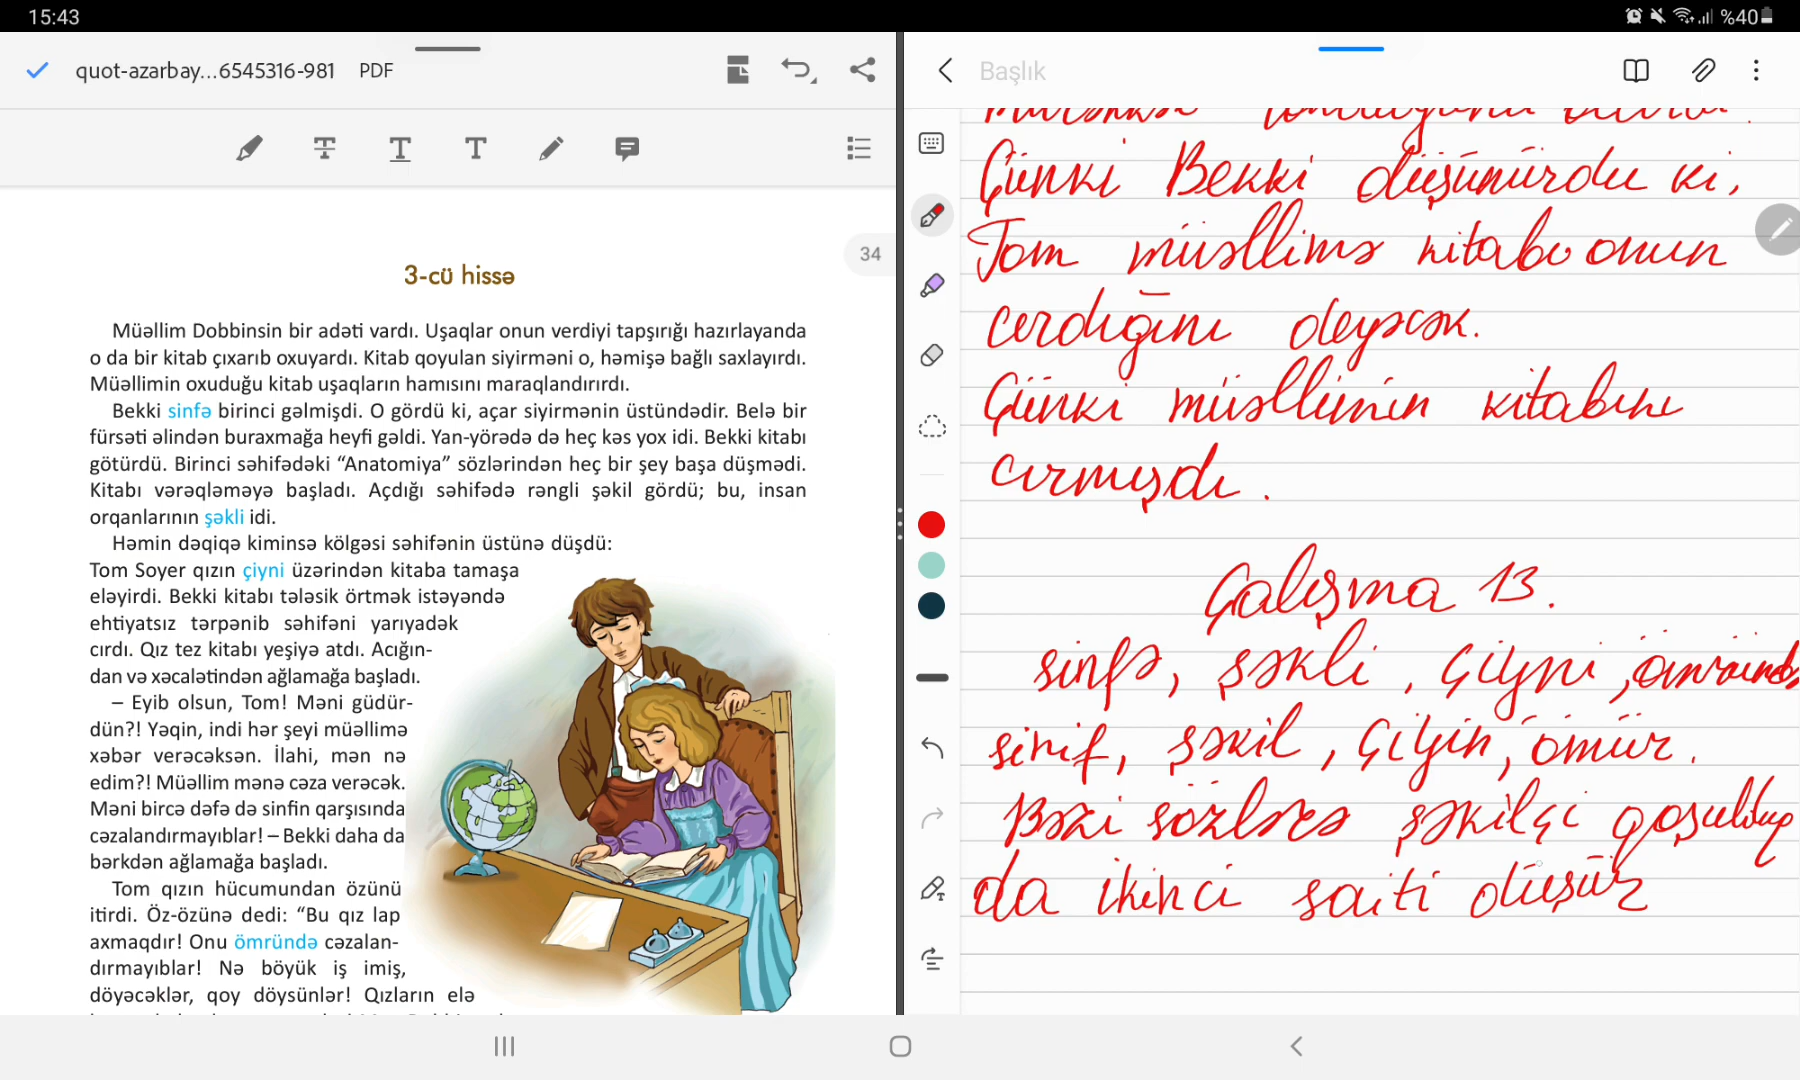 15:43
%40
quot-azarbay...6545316-981 PDF
34
3-cü hissə
Müəllim Dobbinsin bir adəti vardı. Uşaqlar onun verdiyi tapşırığı hazırlayanda
o da bir kitab çıxarıb oxuyardı. Kitab qoyulan siyirməni o, həmişə bağlı saxlayırdı.
Müəllimin oxuduğu kitab uşaqların hamısını maraqlandırırdı.
Bekki sinfə birinci gəlmişdi. O gördü ki, açar siyirmənin üstündədir. Belə bir
fürsəti əlindən buraxmağa heyfi gəldi. Yan-yörədə də heç kəs yox idi. Bekki kitabı
götürdü. Birinci səhifədəki “Anatomiya” sözlərindən heç bir şey başa düşmədi.
Kitabı vərəqləməyə başladı. Açdığı səhifədə rəngli şəkil gördü; bu, insan
orqanlarının şəkli idi.
Həmin dəqiqə kiminsə kölgəsi səhifənin üstünə düşdü:
Tom Soyer qızın çiyni üzərindən kitaba tamaşa
eləyirdi. Bekki kitabı tələsik örtmək istəyəndə
ehtiyatsız tərpənib səhifəni yarıyadək
cırdı. Qız tez kitabı yeşiyə atdı. Acığın-
dan və xəcalətindən ağlamağa başladı.
– Eyib olsun, Tom! Məni güdür-
dün?! Yəqin, indi hər şeyi müəllimə
xəbər verəcəksən. İlahi, mən nə
edim?! Müəllim mənə cəza verəcək.
Məni bircə dəfə də sinfin qarşısında
cəzalandırmayıblar! – Bekki daha da
bərkdən ağlamağa başladı.
Tom qızın hücumundan özünü
itirdi. Öz-özünə dedi: “Bu qız lap
axmaqdır! Onu ömründə cəzalan-
dırmayıblar! Nə böyük iş imiş,
döyəcəklər, qoy döysünlər! Qızların elə
Başlık
Çünki Bekki düşünürdu ki,
Tom müəllimə kitabı onun
cırdığını deyəcək.
Çünki müəllimin kitabını
cırmışdı.
Çalışma 13.
sinfə, şəkli, çiyni, ömründə
sinif, şəkil, çiyin, ömür.
Bəzi sözlərə şəkilçi qoşulduq
da ikinci saiti düşür